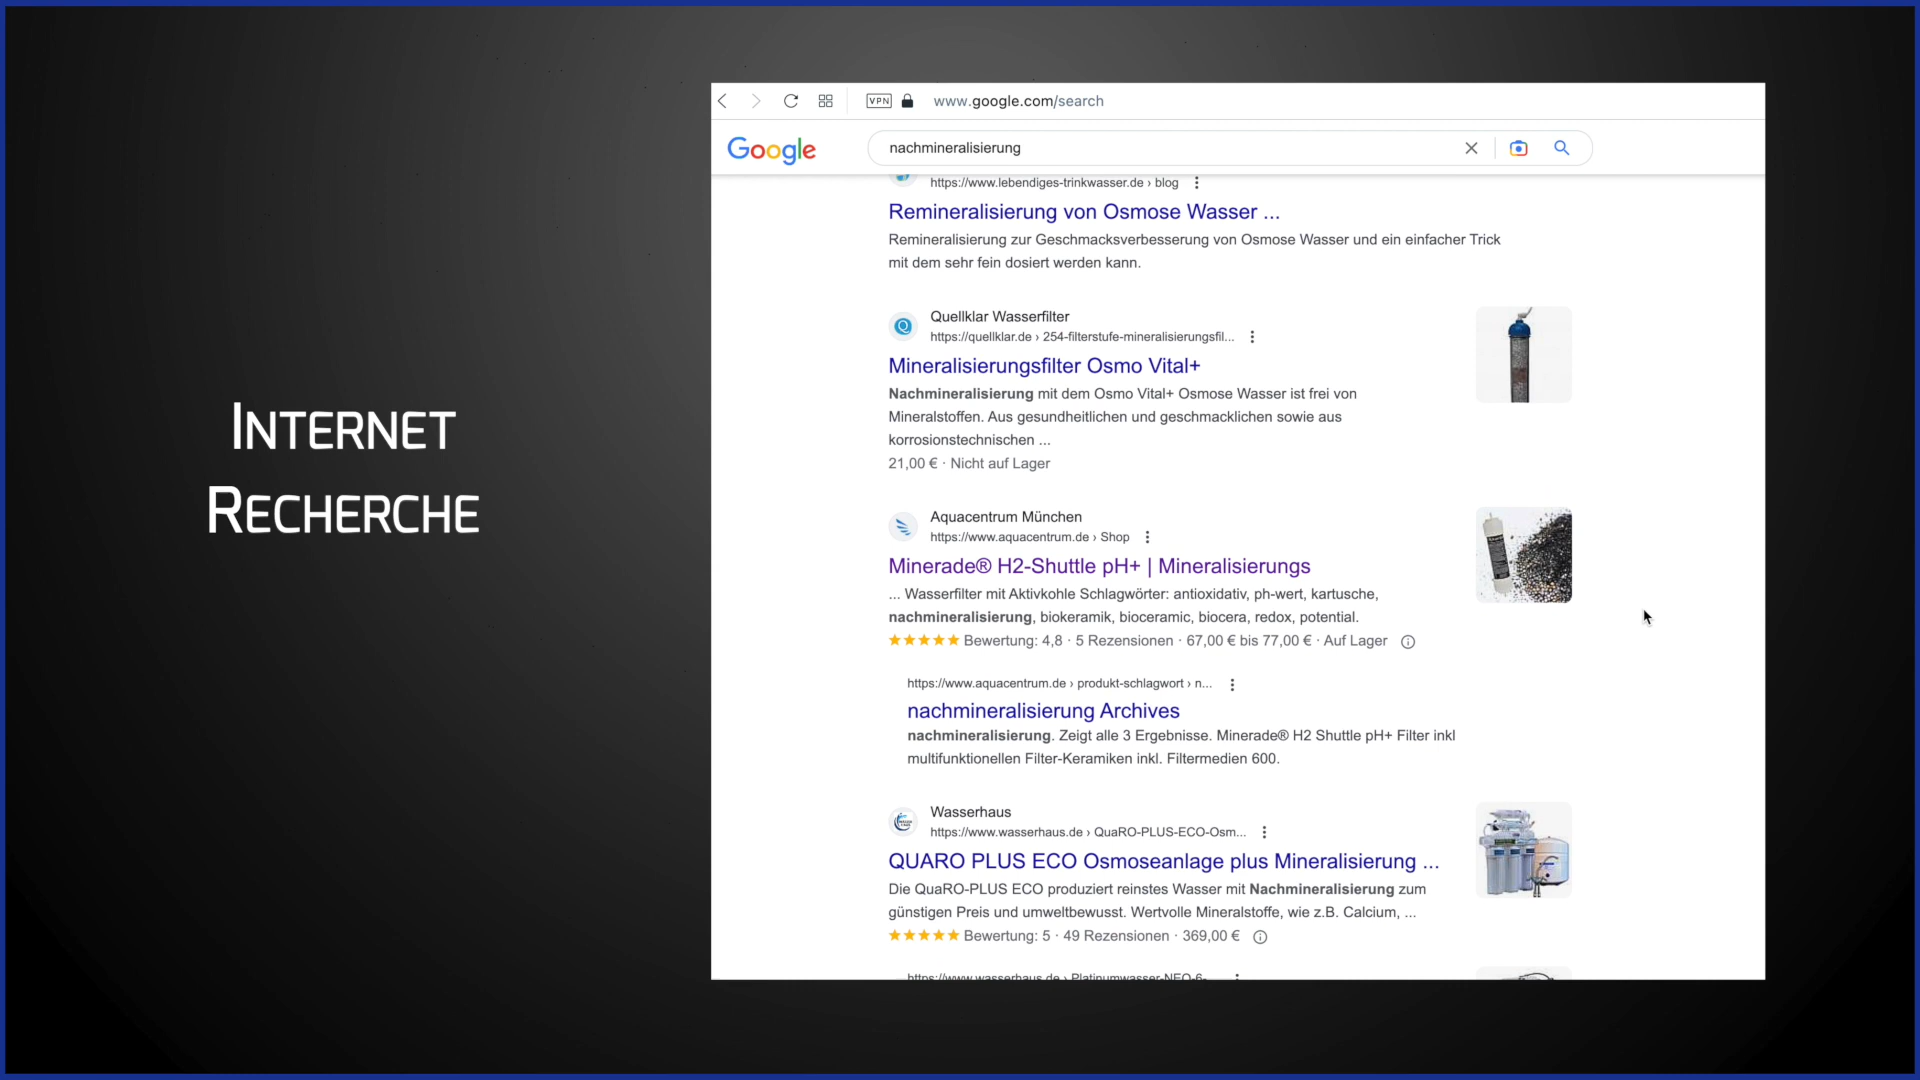 INTERNET
RECHERCHE
VPN
www.google.com/search
Google
nachmineralisierung
https://www.lebendiges-trinkwasser.de › blog
Remineralisierung von Osmose Wasser ...
Remineralisierung zur Geschmacksverbesserung von Osmose Wasser und ein einfacher Trick
mit dem sehr fein dosiert werden kann.
Quellklar Wasserfilter
https://quellklar.de › 254-filterstufe-mineralisierungsfil...
Mineralisierungsfilter Osmo Vital+
Nachmineralisierung mit dem Osmo Vital+ Osmose Wasser ist frei von
Mineralstoffen. Aus gesundheitlichen und geschmacklichen sowie aus
korrosionstechnischen ...
21,00 € · Nicht auf Lager
Aquacentrum München
https://www.aquacentrum.de › Shop
Minerade® H2-Shuttle pH+ | Mineralisierungs
... Wasserfilter mit Aktivkohle Schlagwörter: antioxidativ, ph-wert, kartusche,
nachmineralisierung, biokeramik, bioceramic, biocera, redox, potential.
Bewertung: 4,8 · 5 Rezensionen · 67,00 € bis 77,00 € · Auf Lager
https://www.aquacentrum.de › produkt-schlagwort › n...
nachmineralisierung Archives
nachmineralisierung. Zeigt alle 3 Ergebnisse. Minerade® H2 Shuttle pH+ Filter inkl
multifunktionellen Filter-Keramiken inkl. Filtermedien 600.
Wasserhaus
https://www.wasserhaus.de › QuaRO-PLUS-ECO-Osm...
QUARO PLUS ECO Osmoseanlage plus Mineralisierung ...
Die QuaRO-PLUS ECO produziert reinstes Wasser mit Nachmineralisierung zum
günstigen Preis und umweltbewusst. Wertvolle Mineralstoffe, wie z.B. Calcium, ...
Bewertung: 5 · 49 Rezensionen · 369,00 €
https://www.wasserhaus.de › Platinumwasser-NEO-6-...